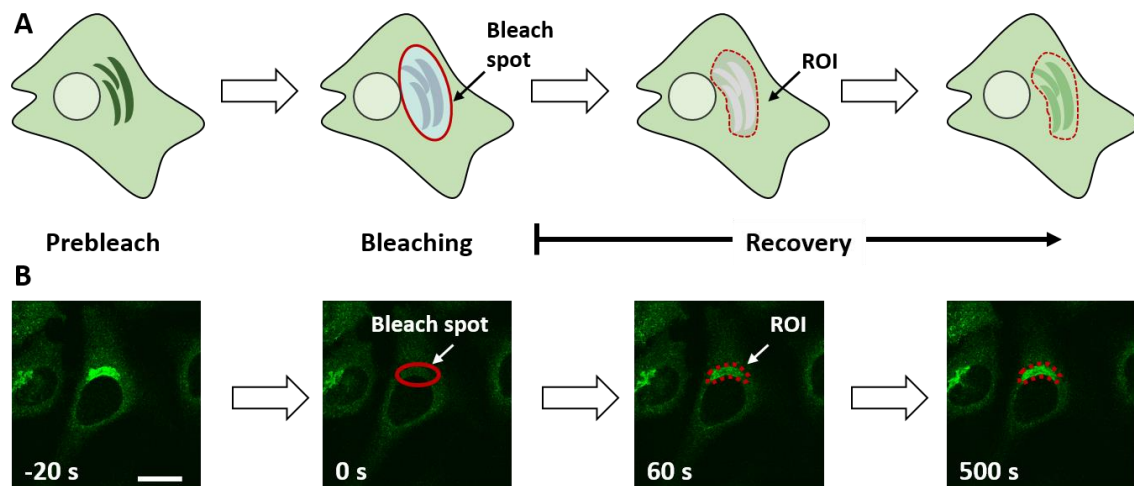 A
Bleach
spot
ROI
Prebleach
Bleaching
Recovery
B
Bleach spot
ROI
-20 s
0 s
60 s
500 s